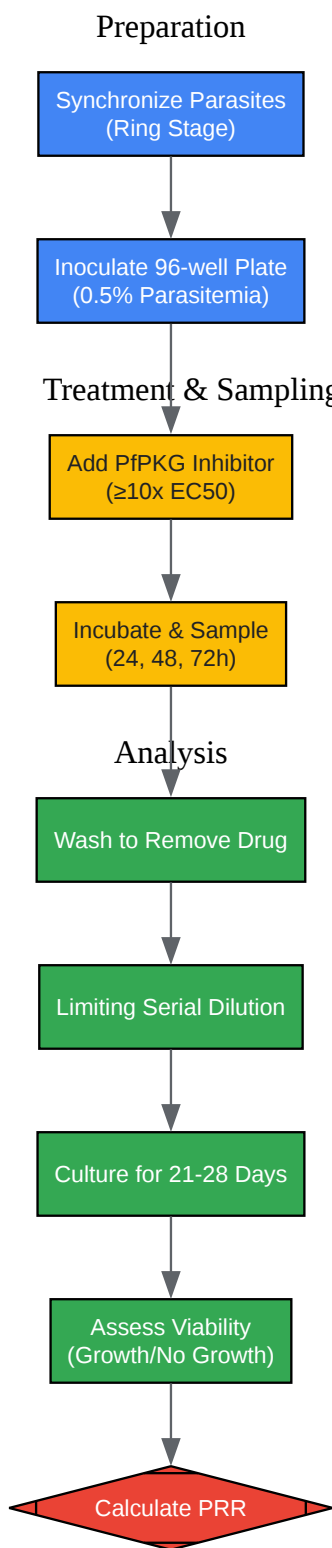 Preparation
Synchronize Parasites
(Ring Stage)
Inoculate 96-well Plate
(0.5% Parasitemia)
Treatment & Sampling
Add PfPKG Inhibitor
(≥10x EC50)
Incubate & Sample
(24, 48, 72h)
Analysis
Wash to Remove Drug
Limiting Serial Dilution
Culture for 21-28 Days
Assess Viability
(Growth/No Growth)
Calculate PRR